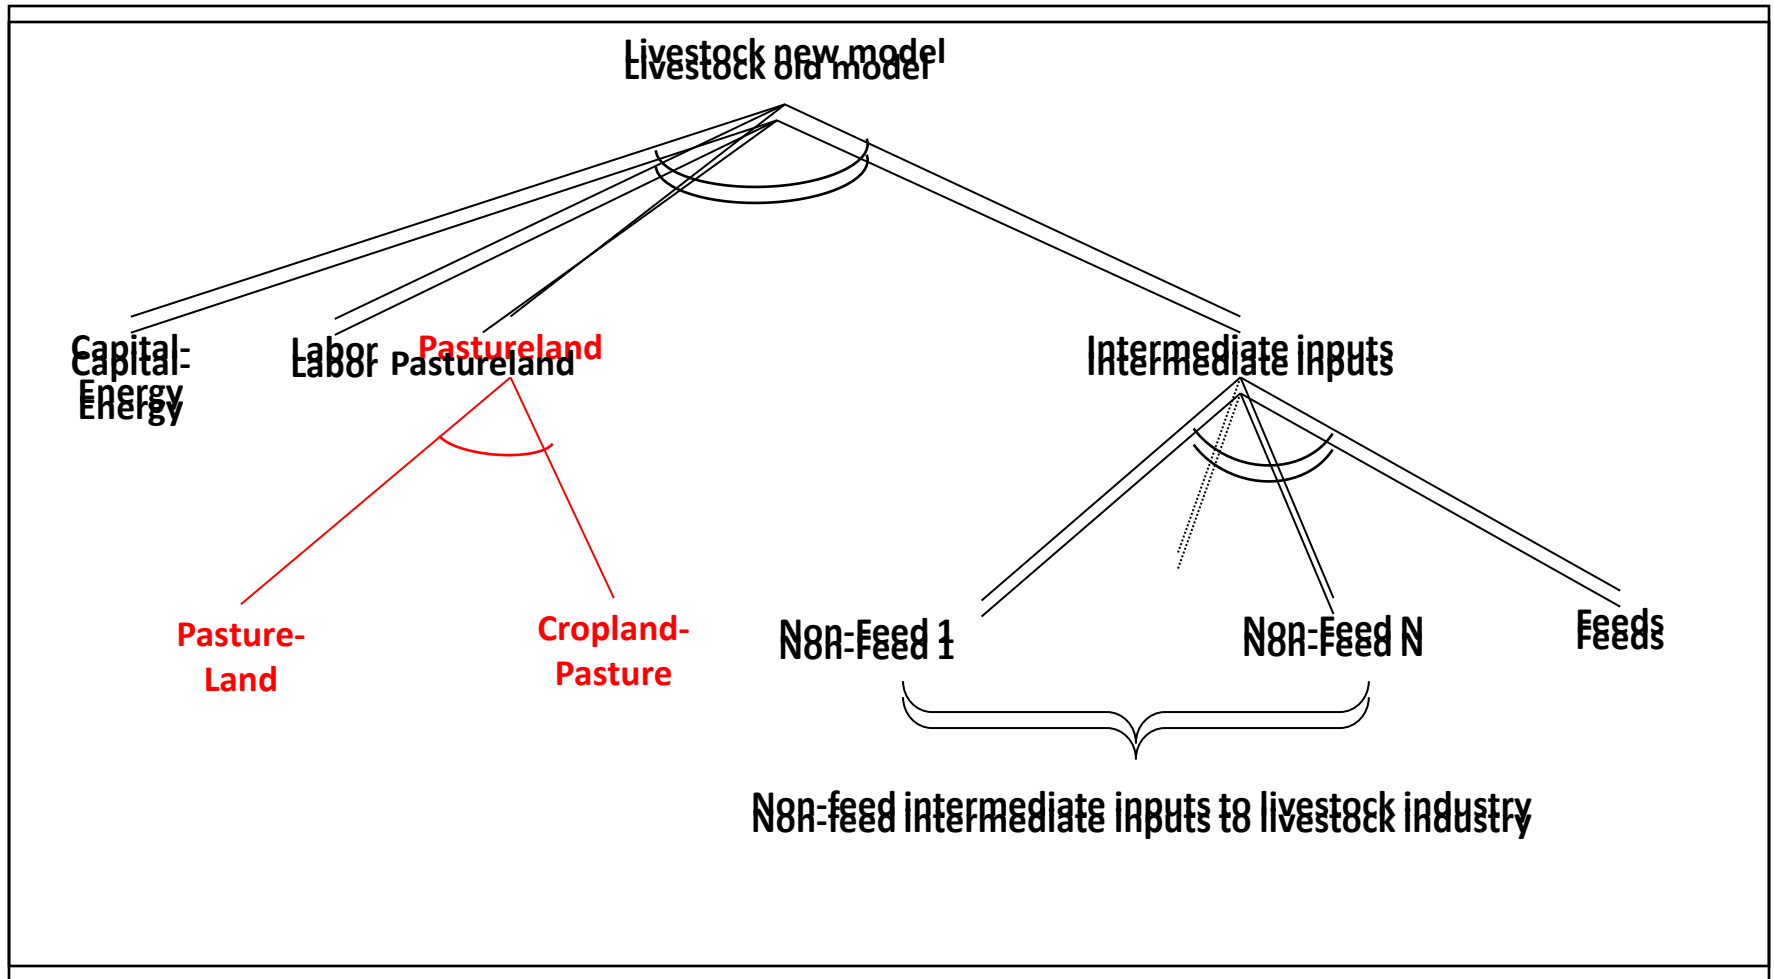 Livestock new model
Livestock old model
Capital-
Energy
Capital-
Energy
Labor
Labor
Pastureland
Pastureland
Intermediate inputs
Intermediate inputs
Pasture-
Land
Cropland-
Pasture
Non-Feed 1
Non-Feed 1
Non-Feed N
Non-Feed N
Feeds
Feeds
Non-feed intermediate inputs to livestock industry
Non-feed intermediate inputs to livestock industry